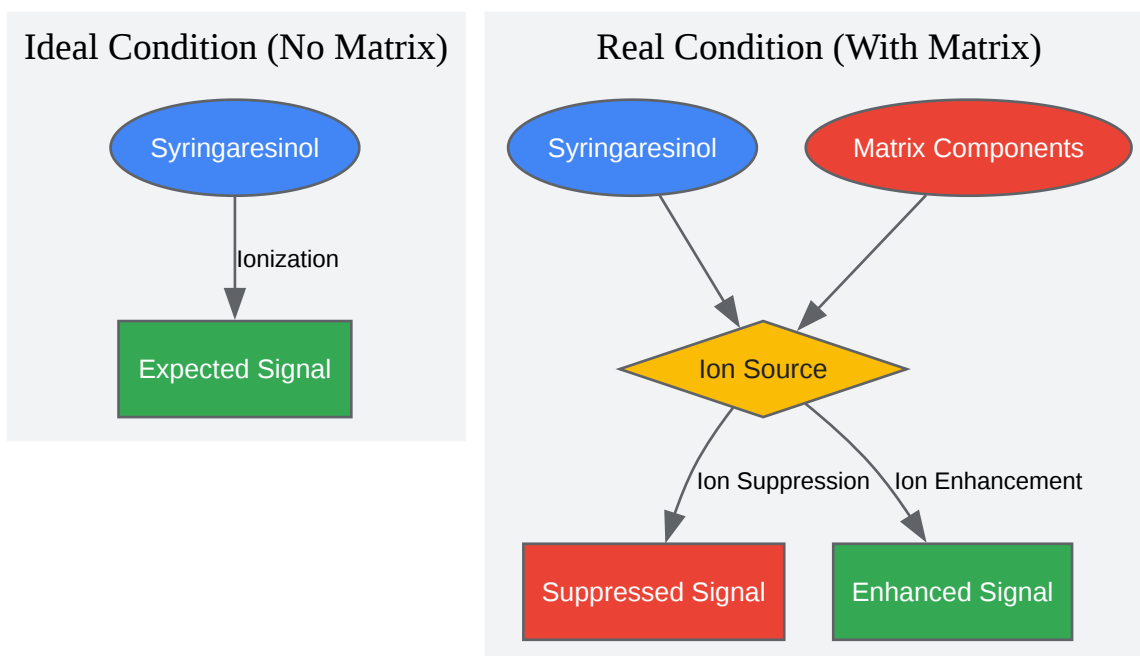 Ideal Condition (No Matrix)
Syringaresinol
Ionization
Expected Signal
Real Condition (With Matrix)
Syringaresinol
Matrix Components
Ion Source
Ion Suppression
Ion Enhancement
Suppressed Signal
Enhanced Signal